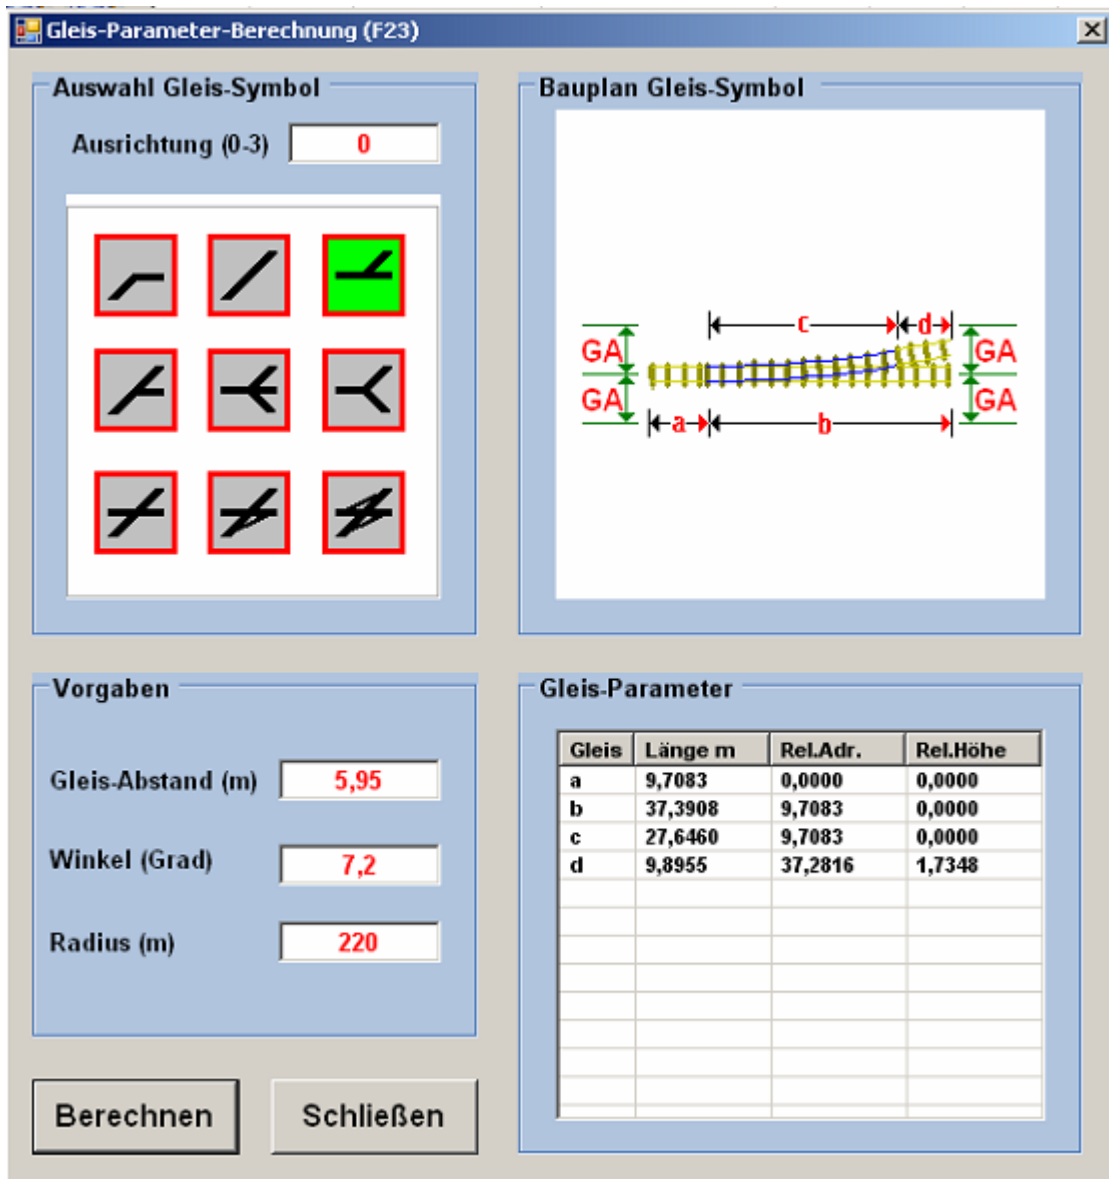 Gleis-Parameter-Berechnung (F23)
Auswahl Gleis-Symbol
Ausrichtung (0-3) 0
Bauplan Gleis-Symbol
c d
GA GA
GA GA
a b
Vorgaben
Gleis-Abstand (m) 5,95
Winkel (Grad) 7,2
Radius (m) 220
Gleis-Parameter
Gleis Länge m Rel.Adr. Rel.Höhe
a 9,7083 0,0000 0,0000
b 37,3908 9,7083 0,0000
c 27,6460 9,7083 0,0000
d 9,8955 37,2816 1,7348
Berechnen Schließen